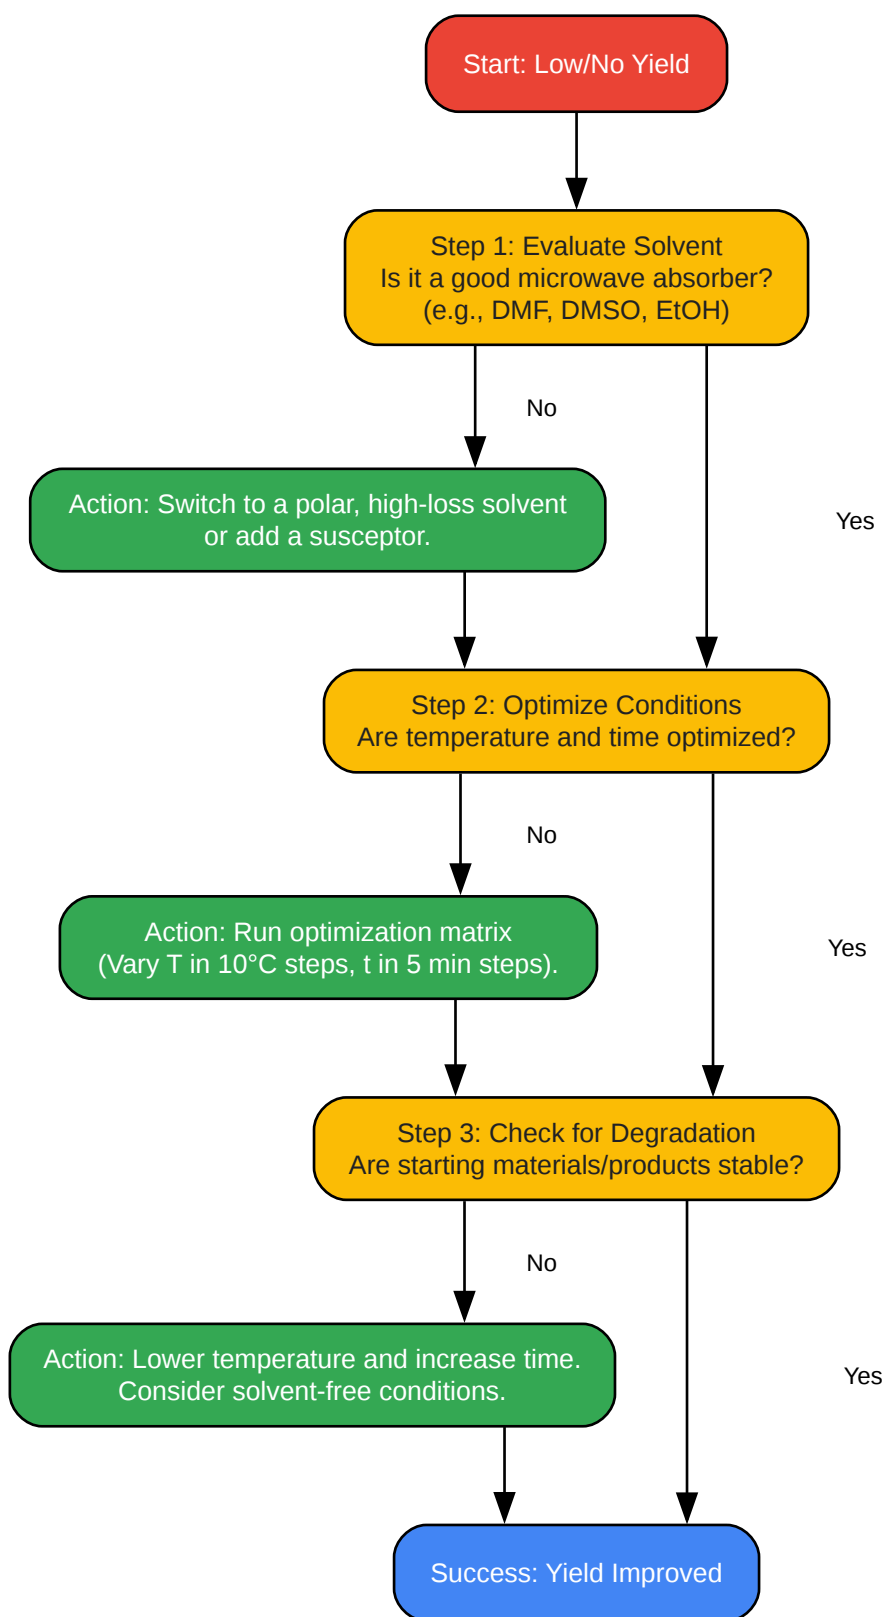 Start: Low/No Yield
Step 1: Evaluate Solvent
Is it a good microwave absorber?
(e.g., DMF, DMSO, EtOH)
No
Action: Switch to a polar, high-loss solvent
or add a susceptor.
Yes
Step 2: Optimize Conditions
Are temperature and time optimized?
No
Action: Run optimization matrix
(Vary T in 10°C steps, t in 5 min steps).
Yes
Step 3: Check for Degradation
Are starting materials/products stable?
No
Action: Lower temperature and increase time.
Consider solvent-free conditions.
Yes
Success: Yield Improved